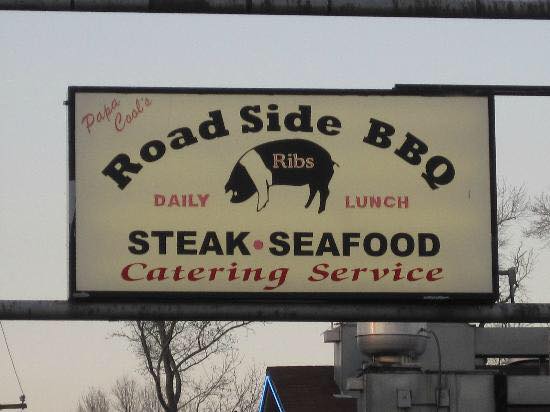 Papa
Cool's
Road Side BBQ
Ribs
DAILY LUNCH
STEAK • SEAFOOD
Catering Service